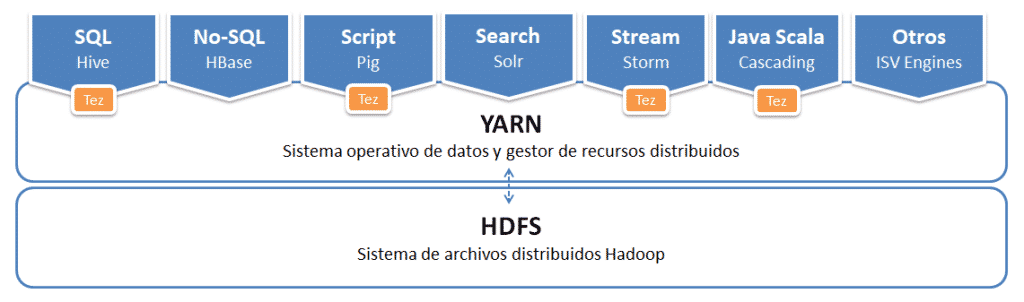 SQL
Hive
No-SQL
HBase
Script
Pig
Search
Solr
Stream
Storm
Java Scala
Cascading
Otros
ISV Engines
Tez
Tez
Tez
Tez
YARN
Sistema operativo de datos y gestor de recursos distribuidos
HDFS
Sistema de archivos distribuidos Hadoop